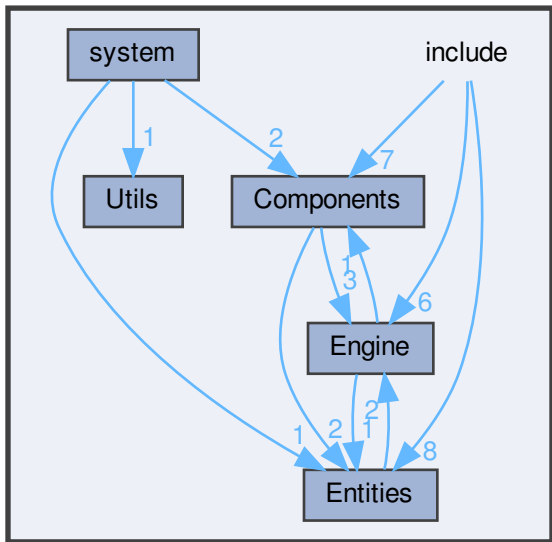 system
include
1
2
7
Utils
Components
1
3
6
Engine
2
1
2
1
8
Entities